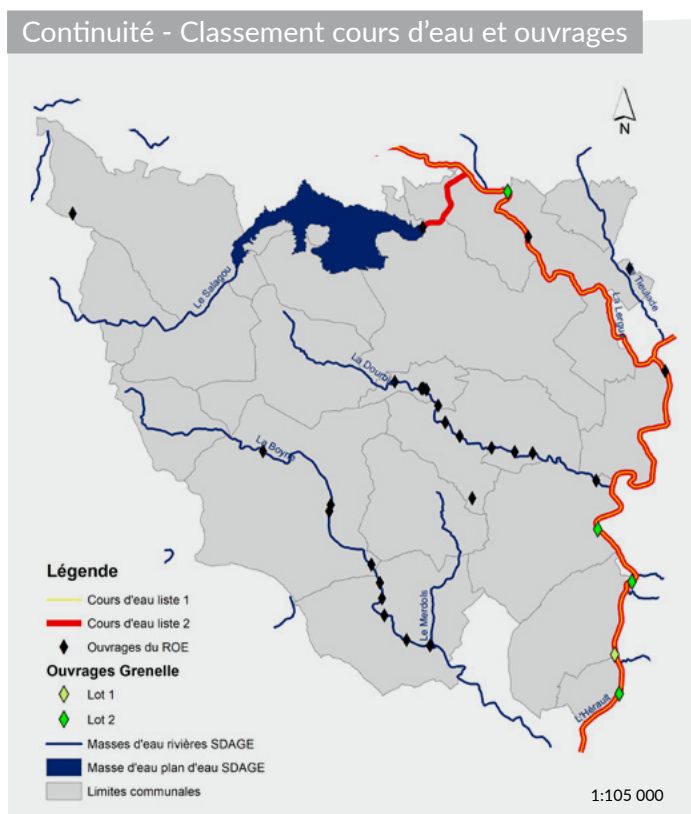 Continuité - Classement cours d'eau et ouvrages
N
Le Salagou
La Lergue
Tieulade
La Dourbie
La Boyne
Le Merdols
L'Hérault
Légende
Cours d'eau liste 1
Cours d'eau liste 2
Ouvrages du ROE
Ouvrages Grenelle
Lot 1
Lot 2
Masses d'eau rivières SDAGE
Masse d'eau plan d'eau SDAGE
Limites communales
1:105 000